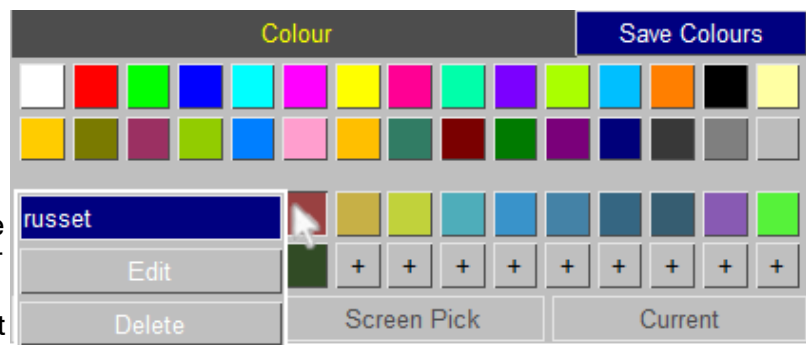 Colour Save Colours
russet
Edit + + + + + + + + +
Delete Screen Pick Current